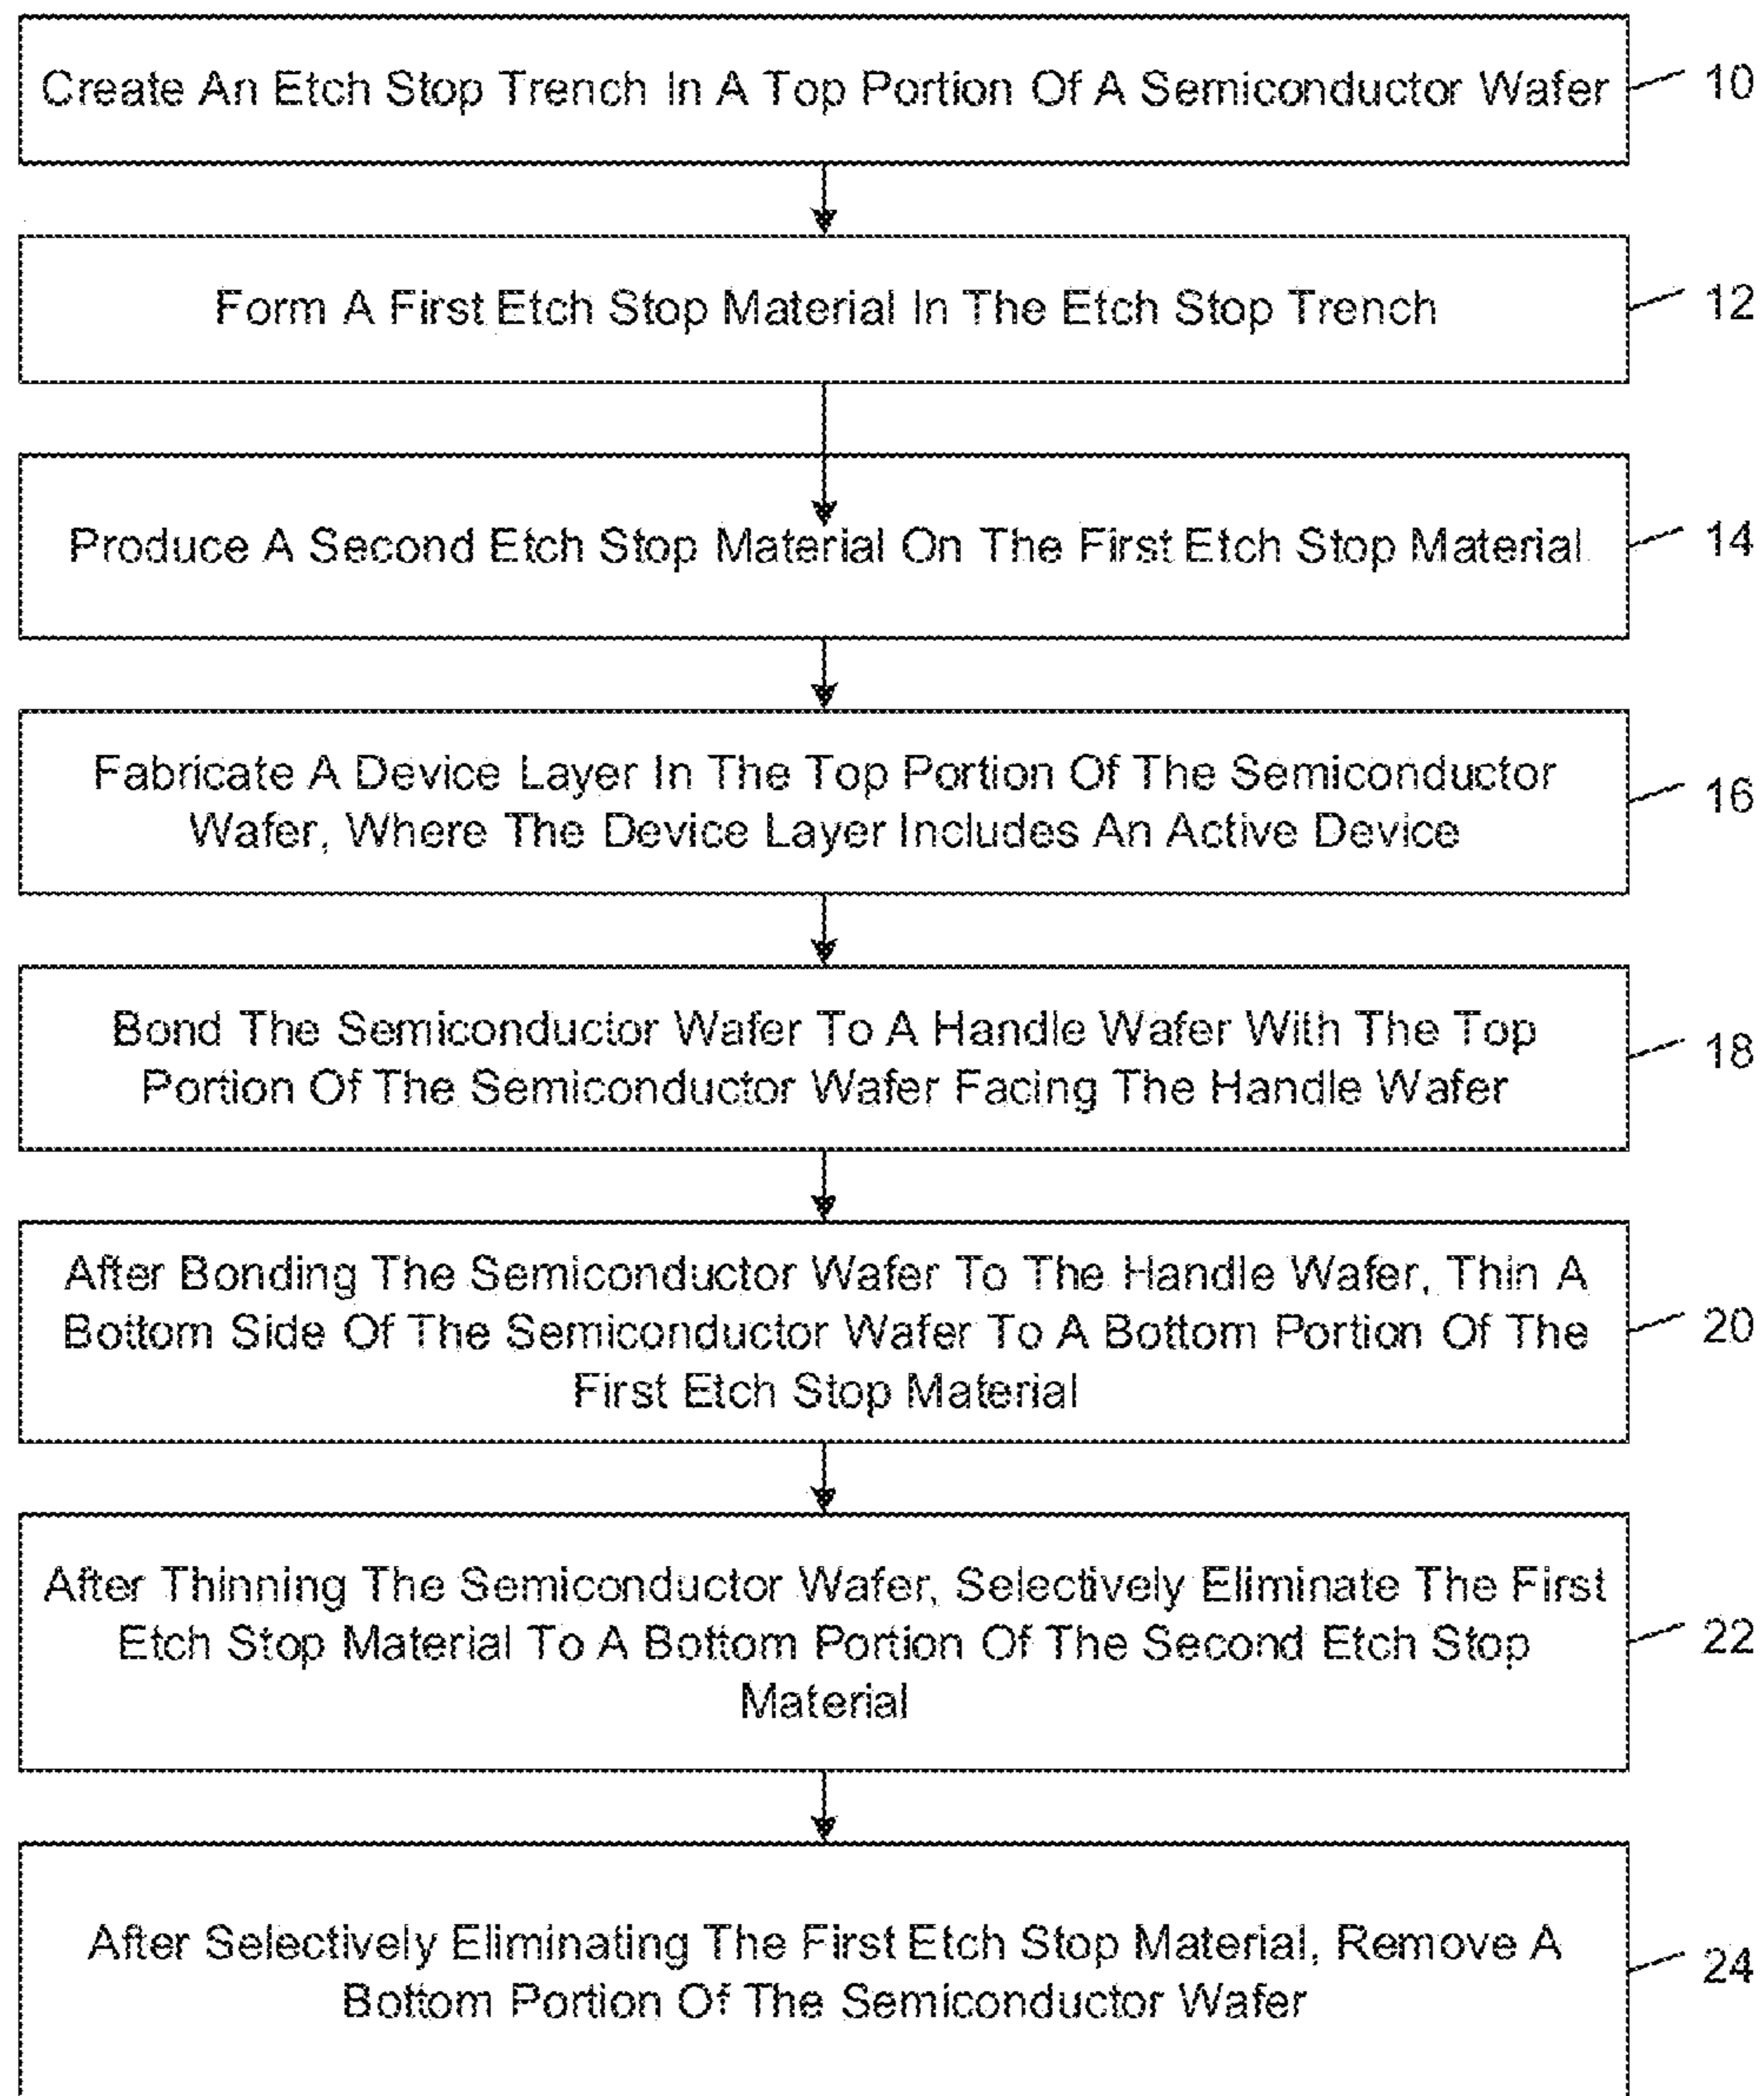 Create An Etch Stop Trench In A Top Portion Of A Semiconductor Wafer
10
Form A First Etch Stop Material In The Etch Stop Trench
12
Produce A Second Etch Stop Material On The First Etch Stop Material
14
Fabricate A Device Layer In The Top Portion Of The Semiconductor
Wafer, Where The Device Layer Includes An Active Device
16
Bond The Semiconductor Wafer To A Handle Wafer With The Top
Portion Of The Semiconductor Wafer Facing The Handle Wafer
18
After Bonding The Semiconductor Wafer To The Handle Wafer, Thin A
Bottom Side Of The Semiconductor Wafer To A Bottom Portion Of The
First Etch Stop Material
20
After Thinning The Semiconductor Wafer, Selectively Eliminate The First
Etch Stop Material To A Bottom Portion Of The Second Etch Stop
Material
22
After Selectively Eliminating The First Etch Stop Material, Remove A
Bottom Portion Of The Semiconductor Wafer
24